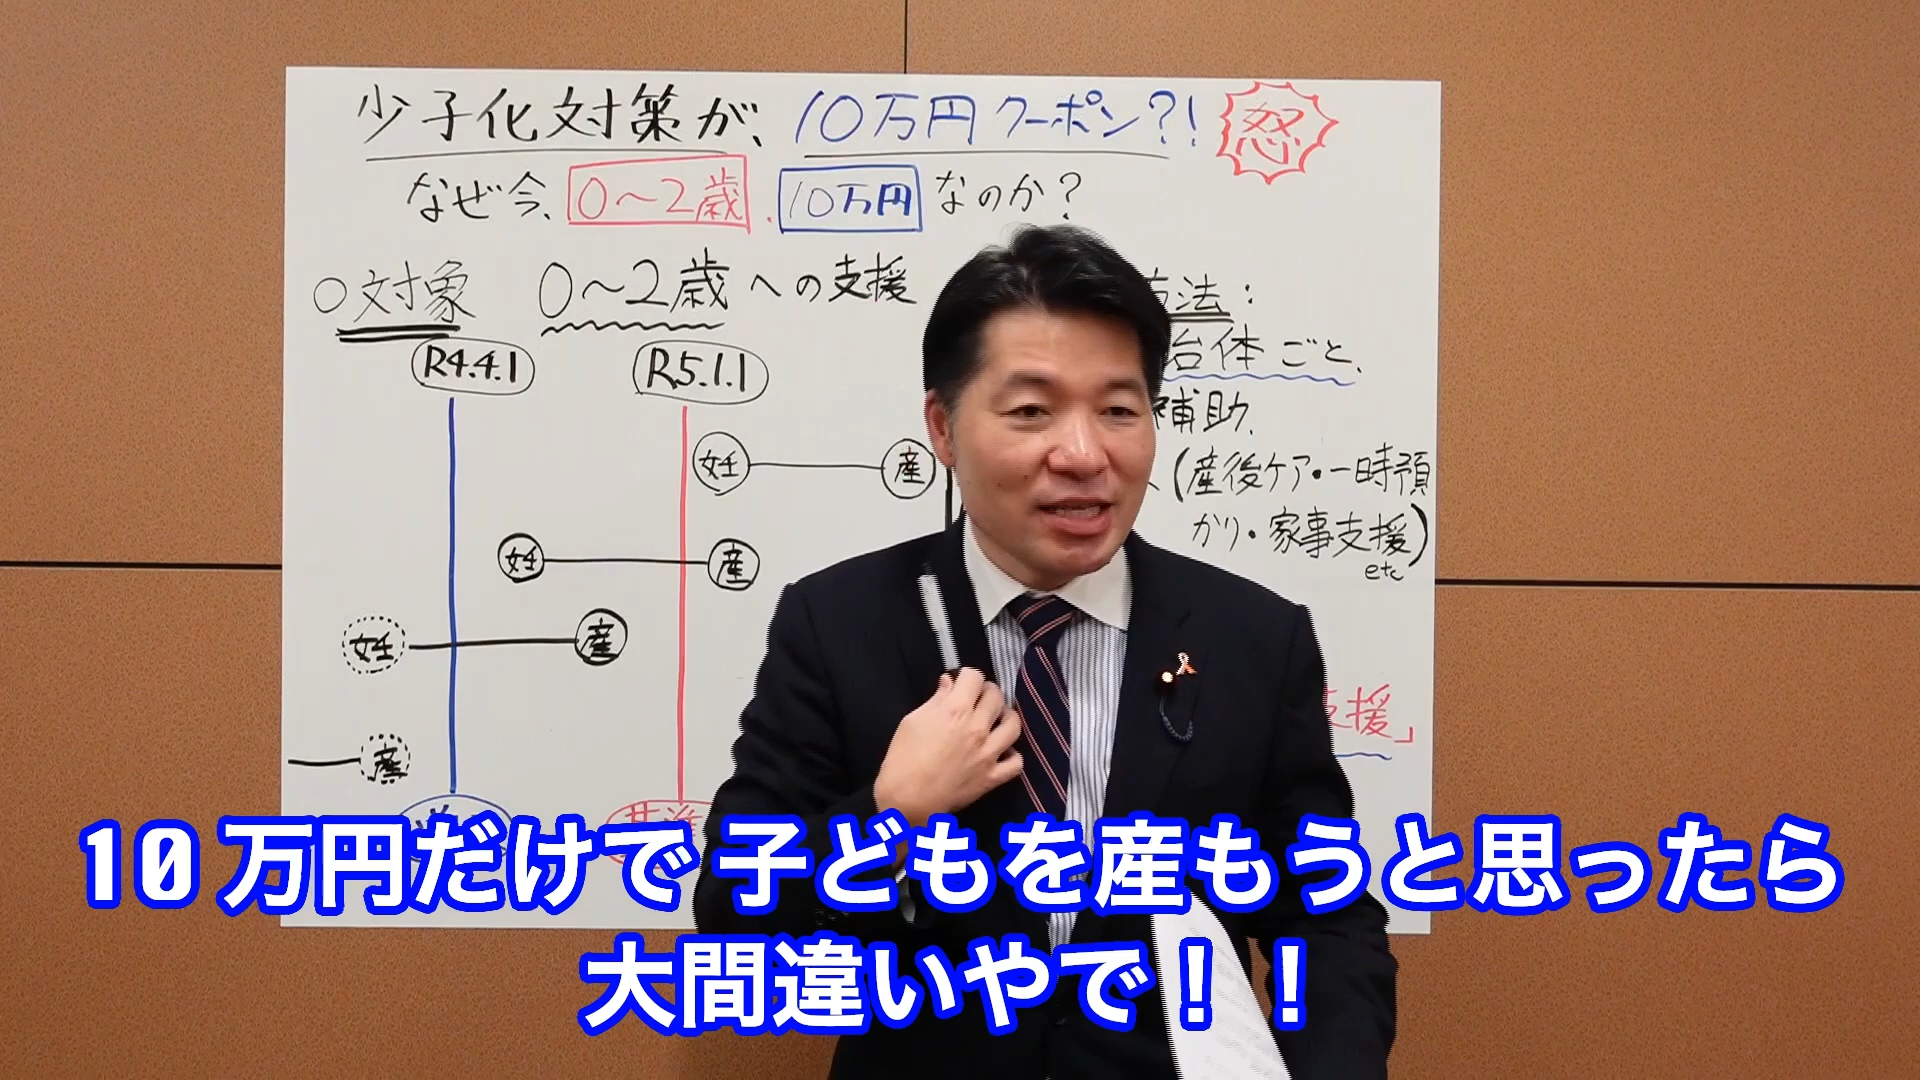 少子化対策が、10万円クーポン？！ 怒
なぜ今、0〜2歳、10万円なのか？
○対象 0〜2歳への支援
R4.4.1 R5.1.1
妊 産
妊 産
妊 産
産
法：
台体ごと、
補助、
(産後ケア・一時預
かり・家事支援)
etc
支援」
基準
10万円だけで子どもを産もうと思ったら
大間違いやで！！